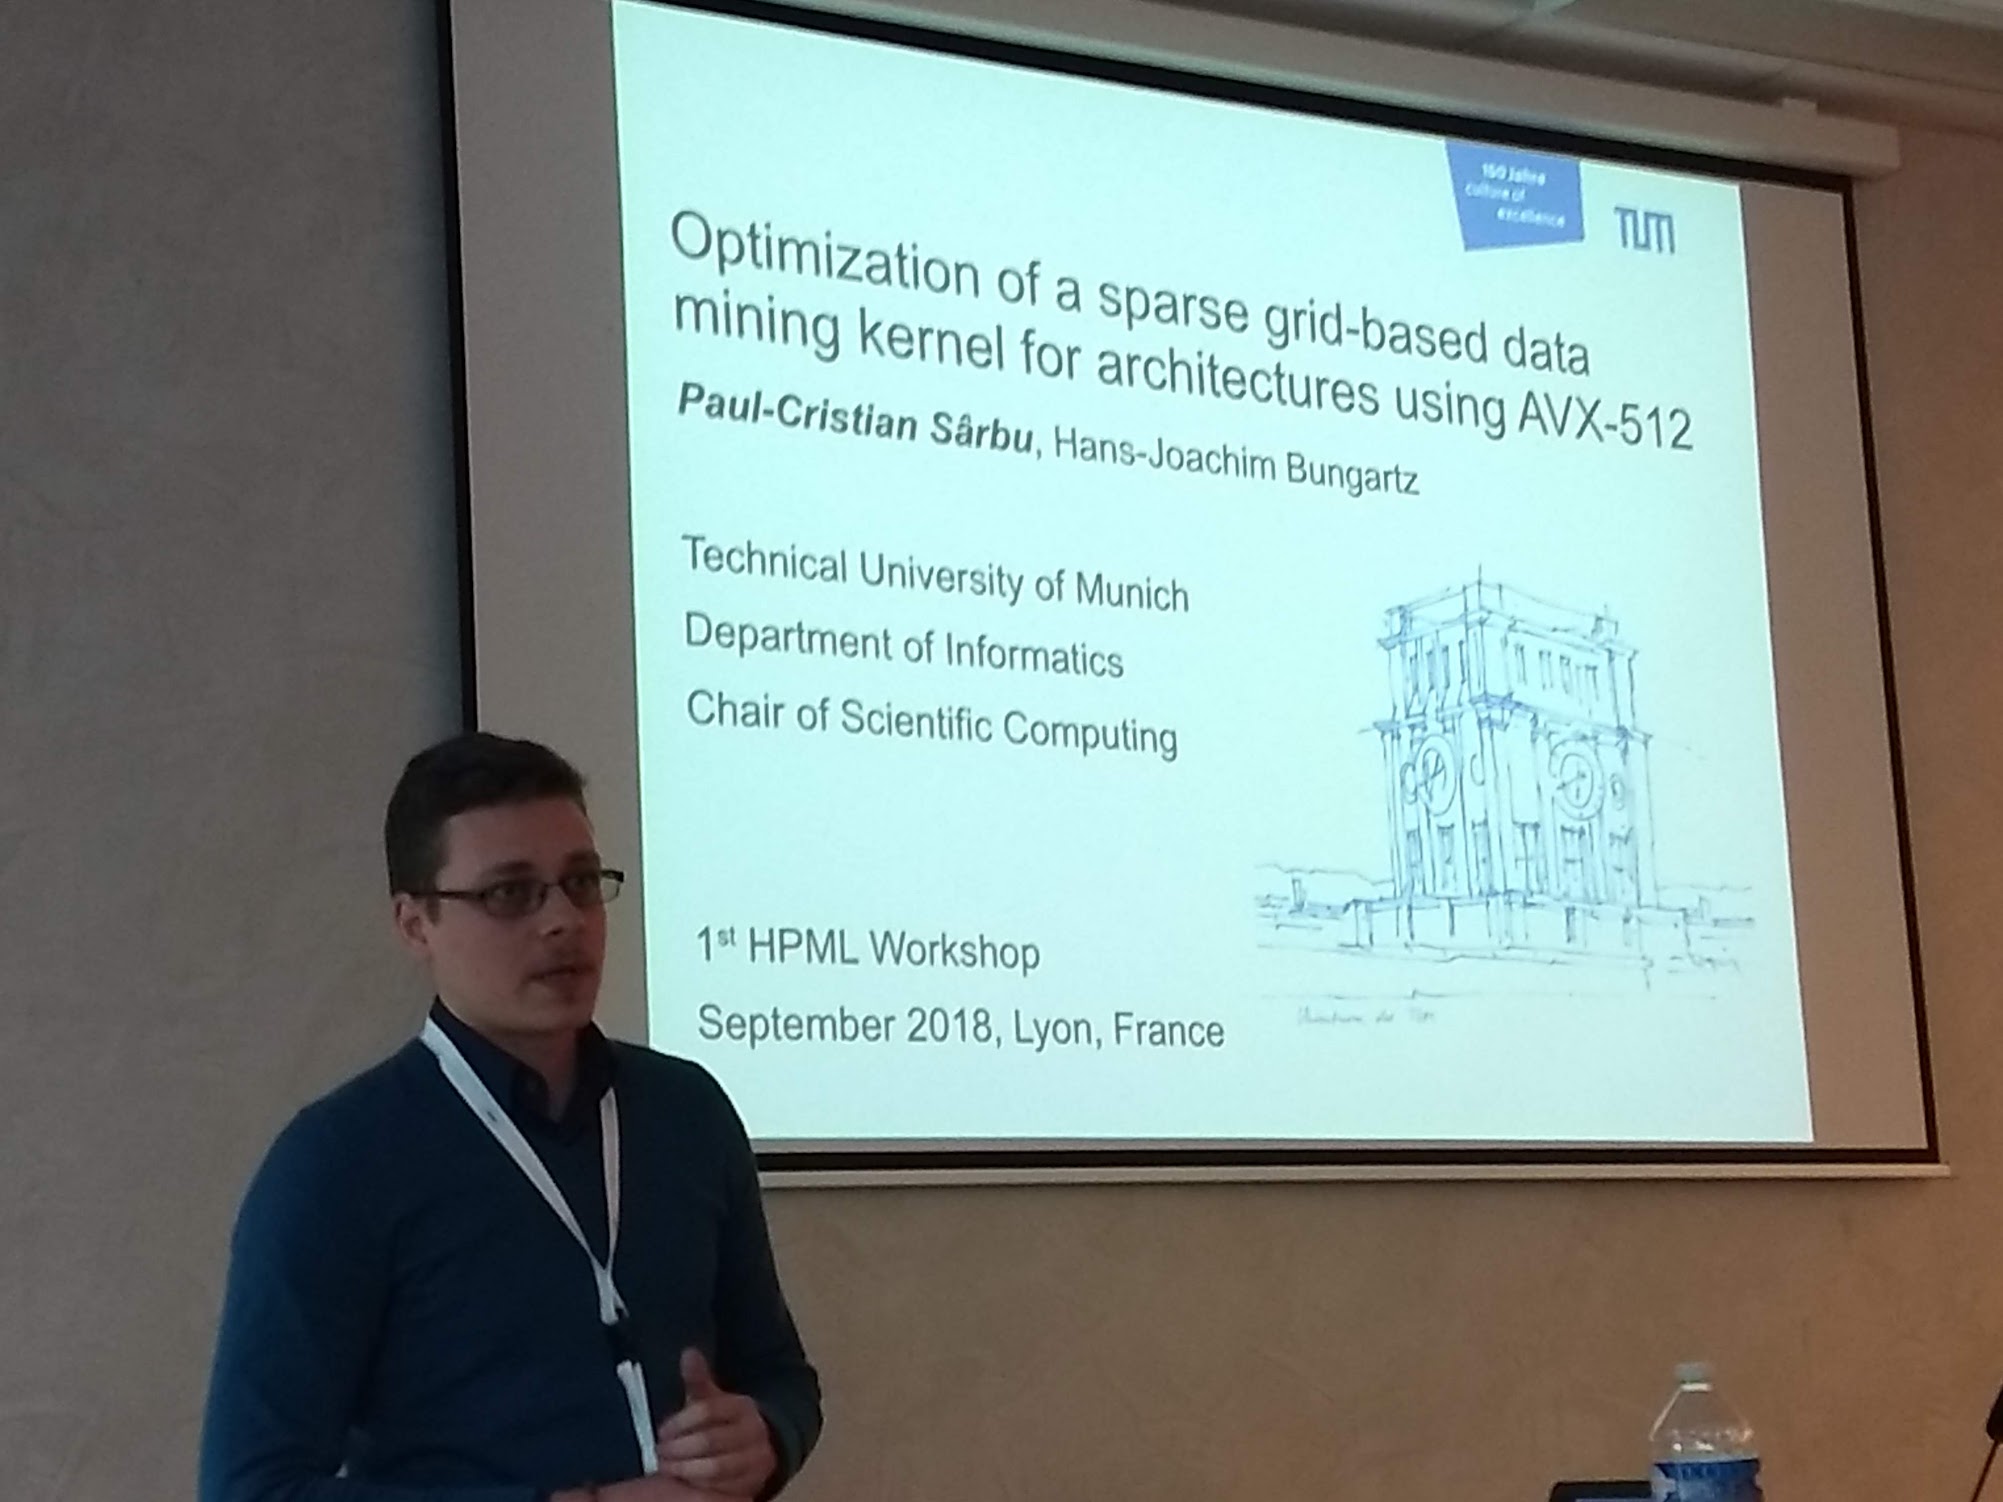 150 Jahre
culture of
excellence
TUM
Optimization of a sparse grid-based data
mining kernel for architectures using AVX-512
Paul-Cristian Sârbu, Hans-Joachim Bungartz
Technical University of Munich
Department of Informatics
Chair of Scientific Computing
1st HPML Workshop
September 2018, Lyon, France